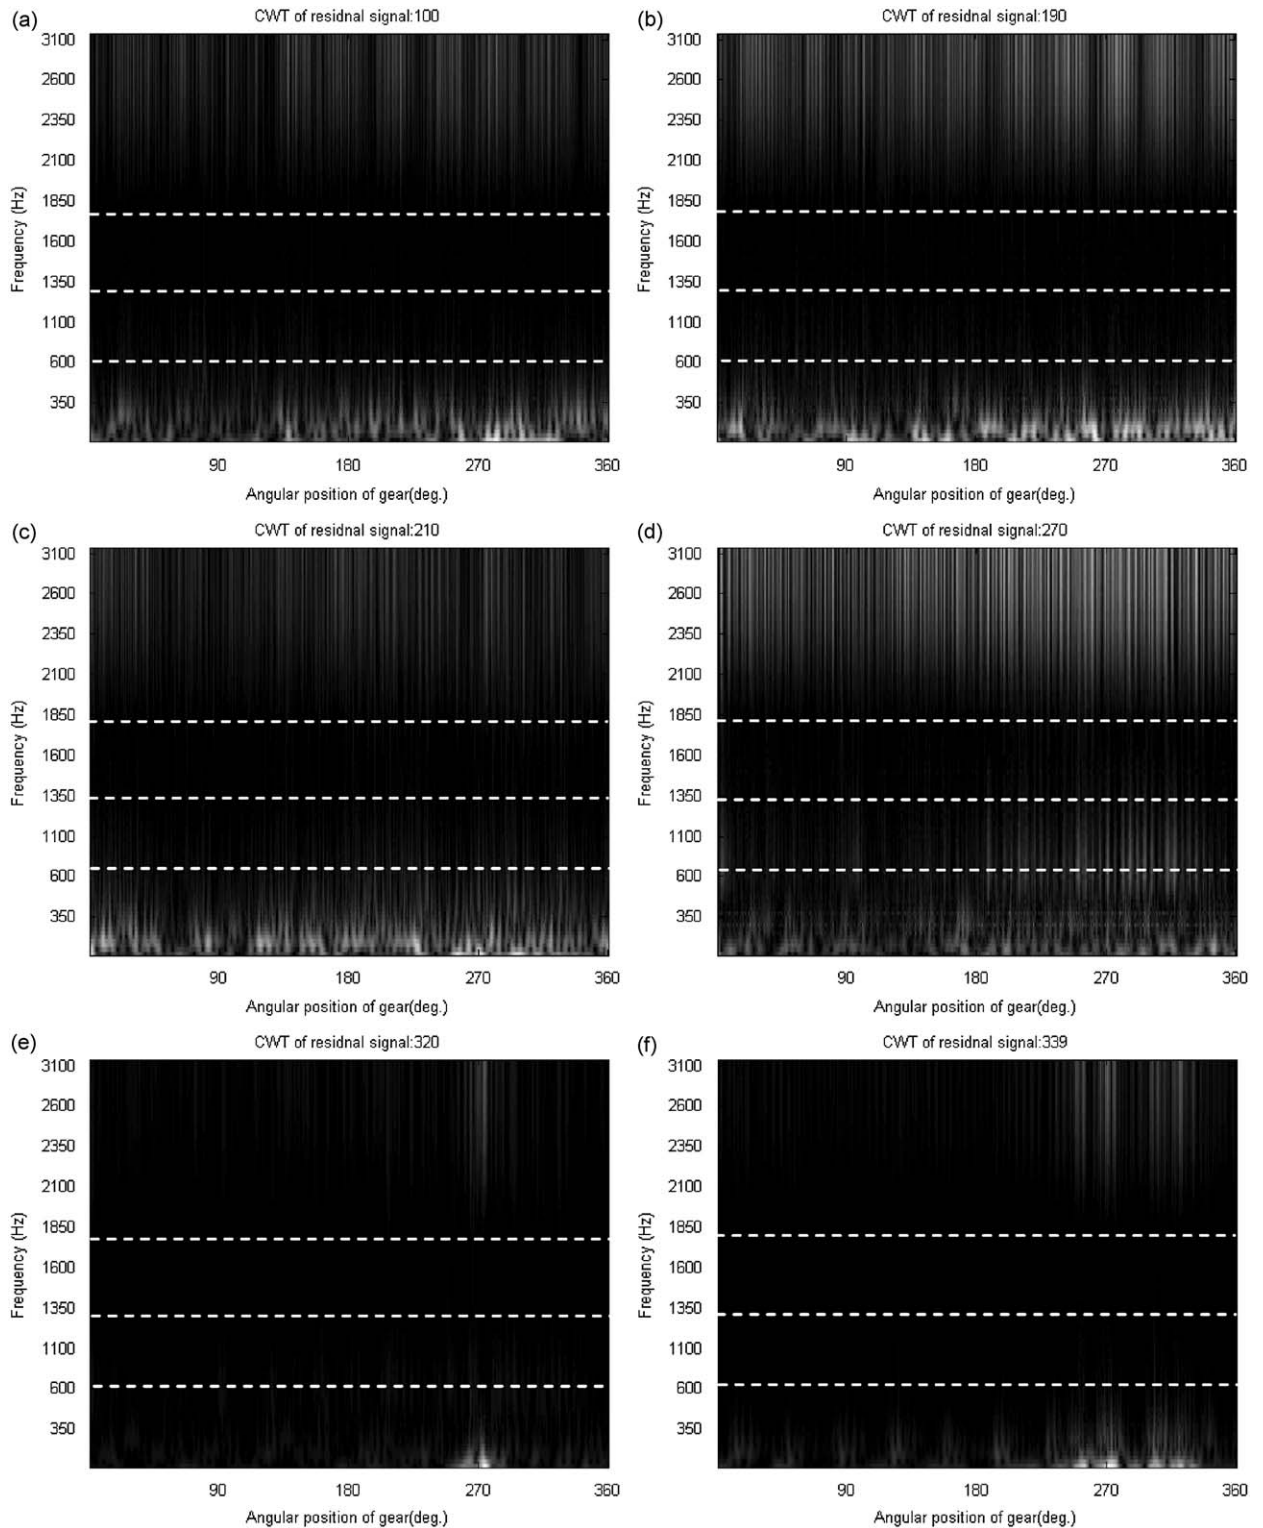 (a) CWT of residnal signal:100
3100
2600
2350
2100
1850
1600
1350
1100
600
350
Frequency (Hz)
90 180 270 360
Angular position of gear(deg.)
(b) CWT of residnal signal:190
3100
2600
2350
2100
1850
1600
1350
1100
600
350
Frequency (Hz)
90 180 270 360
Angular position of gear(deg.)
(c) CWT of residnal signal:210
3100
2600
2350
2100
1850
1600
1350
1100
600
350
Frequency (Hz)
90 180 270 360
Angular position of gear(deg.)
(d) CWT of residnal signal:270
3100
2600
2350
2100
1850
1600
1350
1100
600
350
Frequency (Hz)
90 180 270 360
Angular position of gear(deg.)
(e) CWT of residnal signal:320
3100
2600
2350
2100
1850
1600
1350
1100
600
350
Frequency (Hz)
90 180 270 360
Angular position of gear(deg.)
(f) CWT of residnal signal:339
3100
2600
2350
2100
1850
1600
1350
1100
600
350
Frequency (Hz)
90 180 270 360
Angular position of gear(deg.)